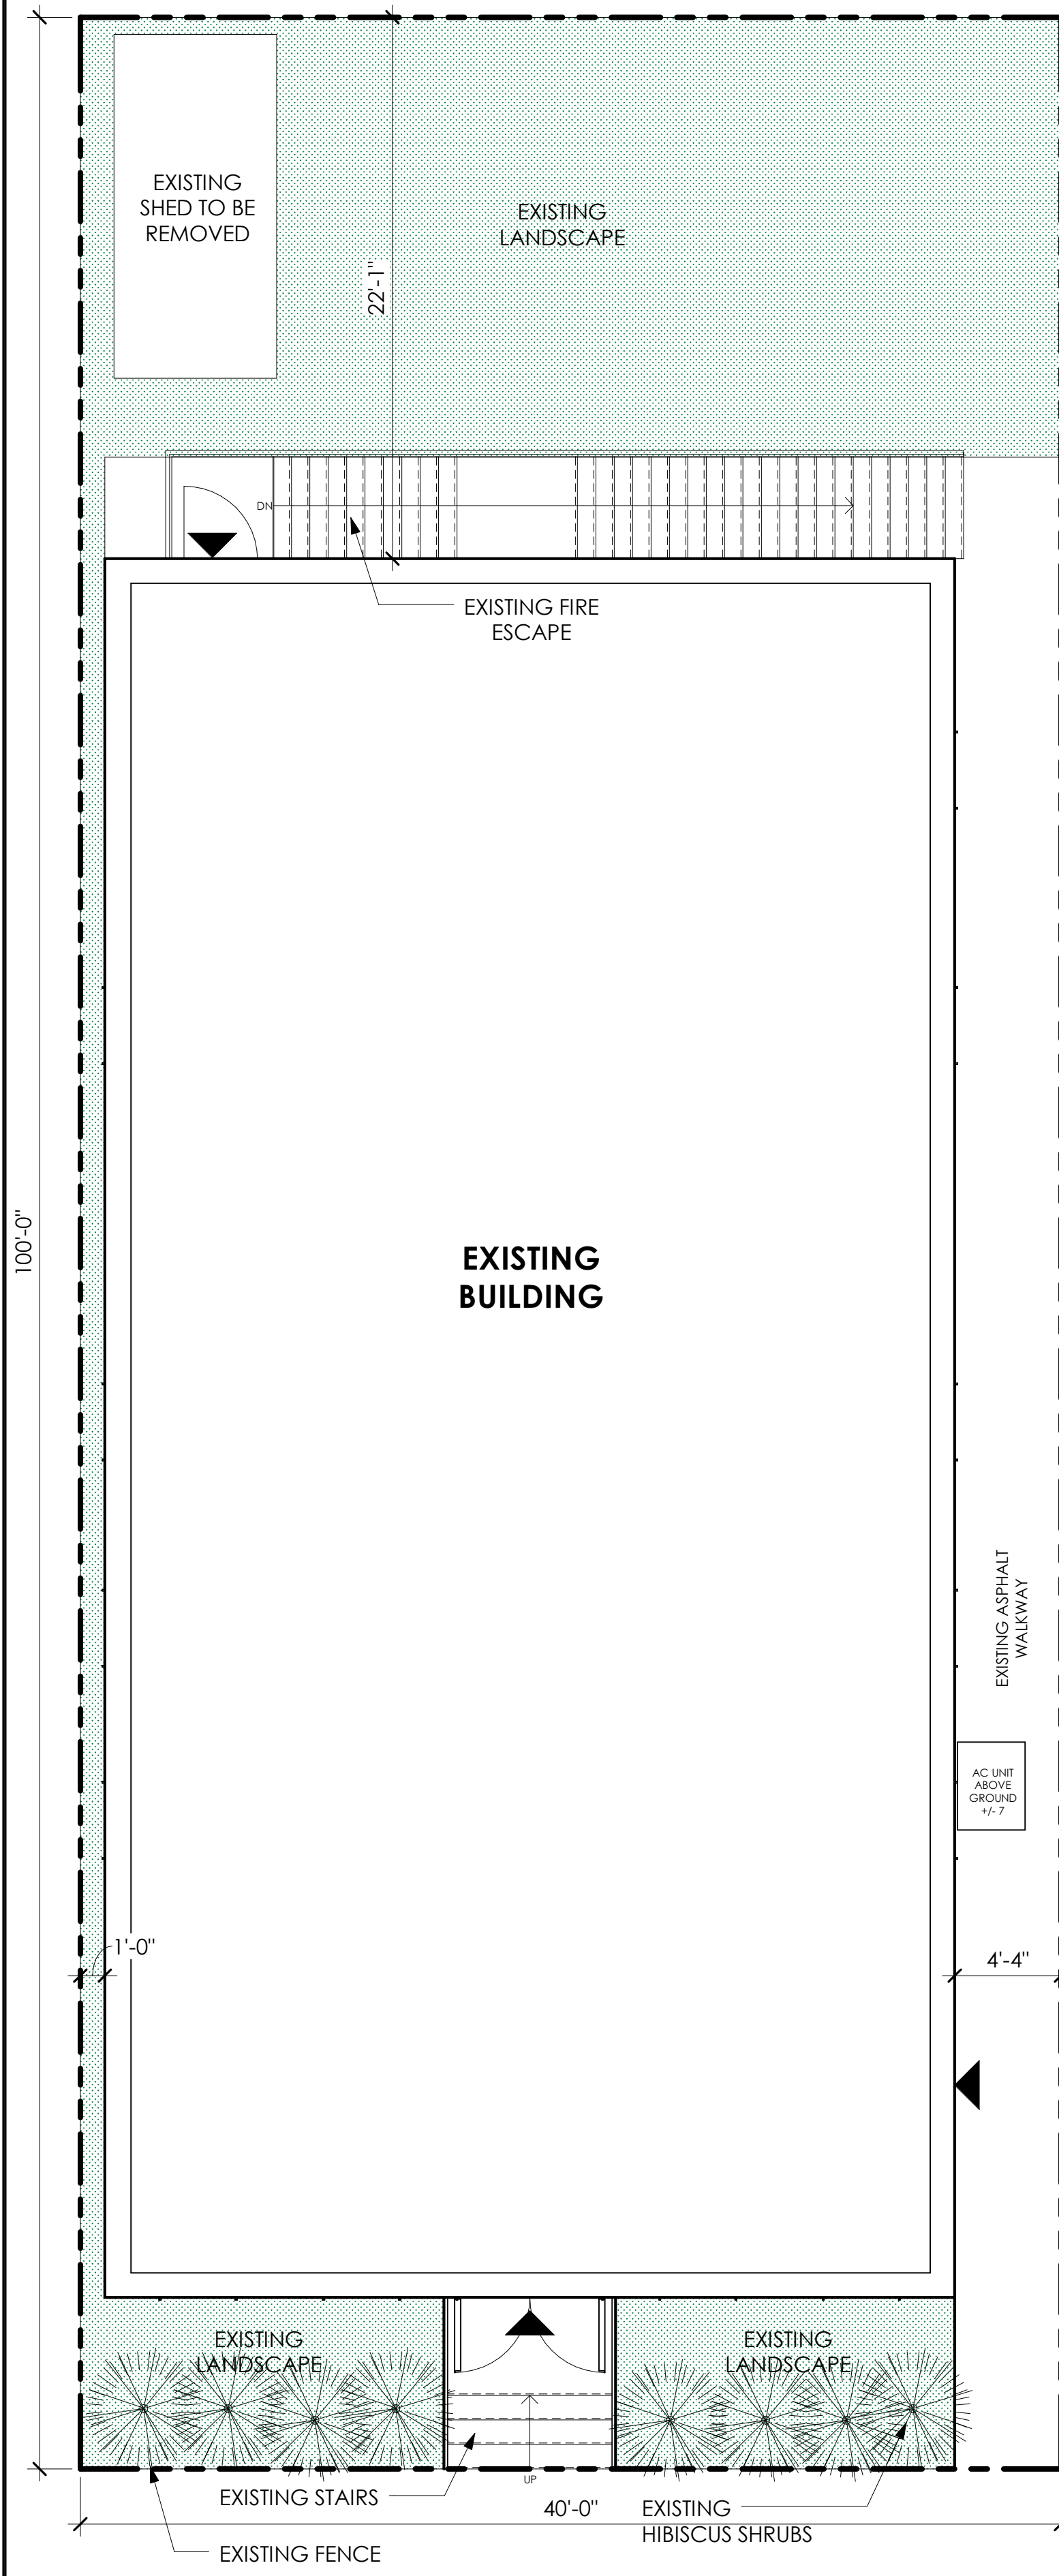 EXISTING
SHED TO BE
REMOVED
EXISTING
LANDSCAPE
22'-1"
DN
EXISTING FIRE
ESCAPE
100'-0"
EXISTING
BUILDING
EXISTING ASPHALT
WALKWAY
AC UNIT
ABOVE
GROUND
+/- 7
1'-0"
4'-4"
EXISTING
LANDSCAPE
EXISTING
LANDSCAPE
UP
EXISTING STAIRS
40'-0"
EXISTING
HIBISCUS SHRUBS
EXISTING FENCE